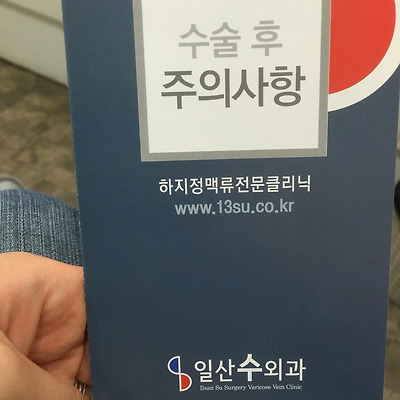 수술 후
주의사항
하지정맥류전문클리닉
www.13su.co.kr
일산수외과
Ilsan Su Surgery Varicose Vein Clinic